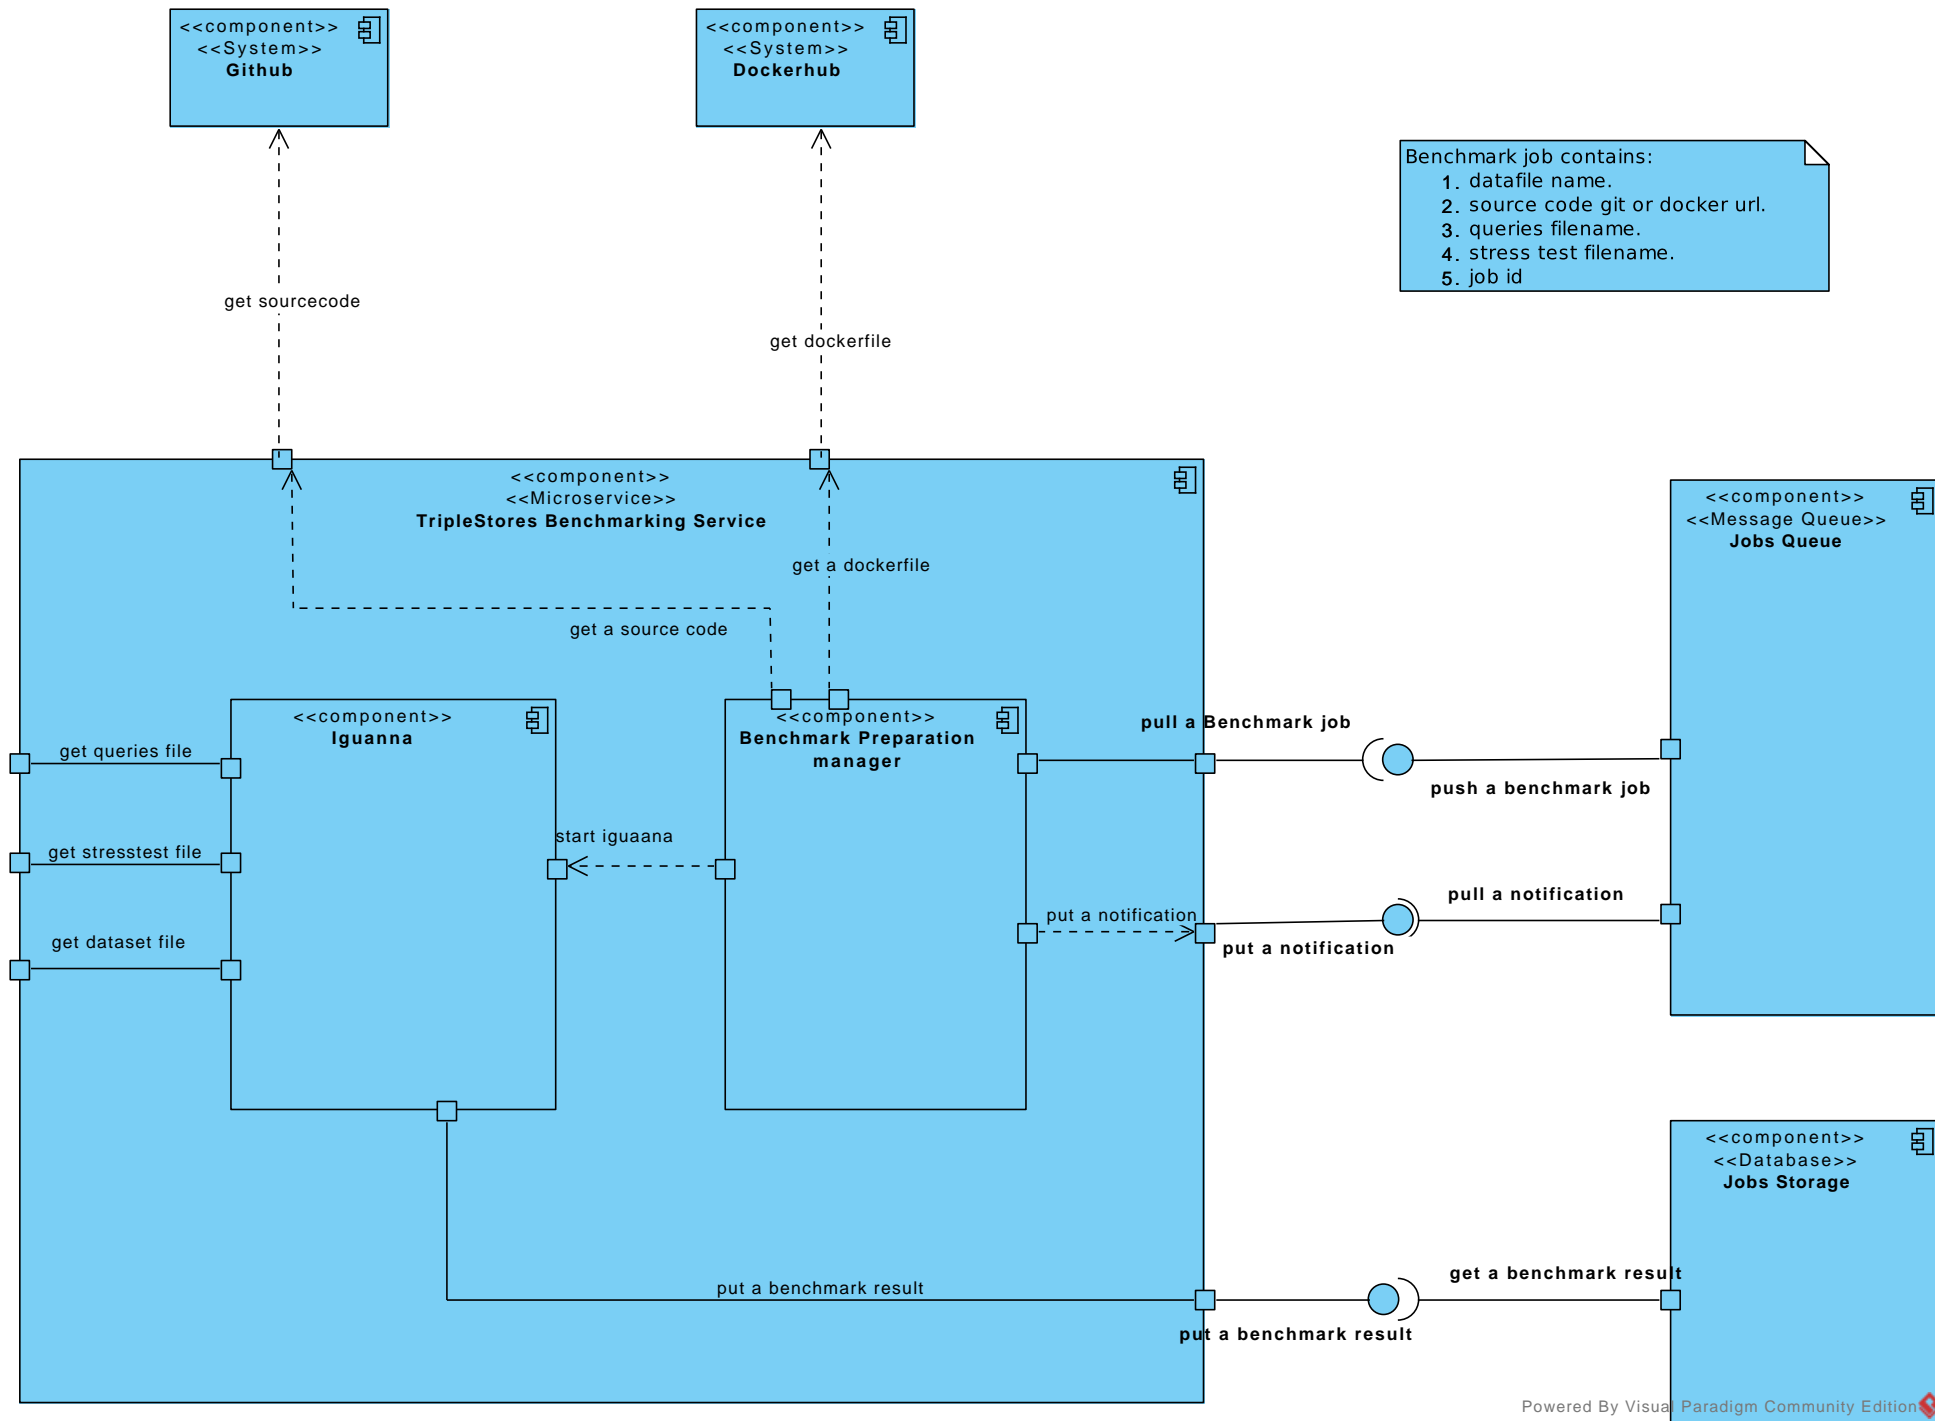 <<component>>
<<System>>
Github
<<component>>
<<System>>
Dockerhub
Benchmark job contains:
1. datafile name.
2. source code git or docker url.
3. queries filename.
4. stress test filename.
5. job id
get sourcecode
get dockerfile
<<component>>
<<Microservice>>
TripleStores Benchmarking Service
<<component>>
<<Message Queue>>
Jobs Queue
get a dockerfile
get a source code
<<component>>
Iguanna
<<component>>
Benchmark Preparation
manager
pull a Benchmark job
push a benchmark job
get queries file
start iguaana
get stresstest file
pull a notification
put a notification
put a notification
get dataset file
<<component>>
<<Database>>
Jobs Storage
get a benchmark result
put a benchmark result
put a benchmark result
Powered By Visual Paradigm Community Edition